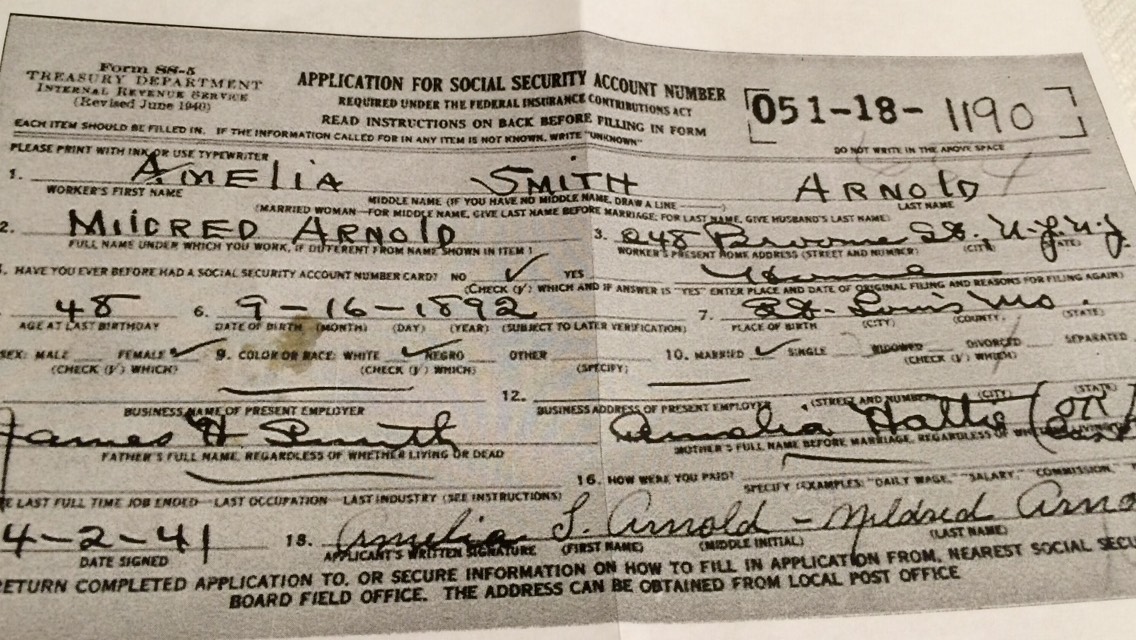 Form SS-5
TREASURY DEPARTMENT
INTERNAL REVENUE SERVICE
(Revised June 1940)
APPLICATION FOR SOCIAL SECURITY ACCOUNT NUMBER
REQUIRED UNDER THE FEDERAL INSURANCE CONTRIBUTIONS ACT
READ INSTRUCTIONS ON BACK BEFORE FILLING IN FORM
051-18-1190
DO NOT WRITE IN THE ABOVE SPACE
EACH ITEM SHOULD BE FILLED IN. IF THE INFORMATION CALLED FOR IN ANY ITEM IS NOT KNOWN, WRITE "UNKNOWN"
PLEASE PRINT WITH INK OR USE TYPEWRITER
1. AMELIA SMITH ARNOLD
WORKER'S FIRST NAME MIDDLE NAME (IF YOU HAVE NO MIDDLE NAME, DRAW A LINE ——) LAST NAME
(MARRIED WOMAN—FOR MIDDLE NAME, GIVE LAST NAME BEFORE MARRIAGE; FOR LAST NAME, GIVE HUSBAND'S LAST NAME)
2. MILDRED ARNOLD 3. 248 Broome St. N.Y. N.Y.
FULL NAME UNDER WHICH YOU WORK, IF DIFFERENT FROM NAME SHOWN IN ITEM 1 WORKER'S PRESENT HOME ADDRESS (STREET AND NUMBER) (CITY) (STATE)
. HAVE YOU EVER BEFORE HAD A SOCIAL SECURITY ACCOUNT NUMBER CARD? NO ✓ YES
(CHECK (√) WHICH AND IF ANSWER IS "YES" ENTER PLACE AND DATE OF ORIGINAL FILING AND REASONS FOR FILING AGAIN)
48 6. 9-16-1892 7. St. Louis Mo.
AGE AT LAST BIRTHDAY DATE OF BIRTH (MONTH) (DAY) (YEAR) (SUBJECT TO LATER VERIFICATION) PLACE OF BIRTH (CITY) (COUNTY) (STATE)
SEX: MALE FEMALE ✓ 9. COLOR OR RACE: WHITE ✓ NEGRO OTHER 10. MARRIED ✓ SINGLE WIDOWED DIVORCED SEPARATED
(CHECK (√) WHICH) (CHECK (√) WHICH) (SPECIFY) (CHECK (√) WHICH)
12.
BUSINESS NAME OF PRESENT EMPLOYER BUSINESS ADDRESS OF PRESENT EMPLOYER (STREET AND NUMBER) (CITY) (STATE)
James H Smith Amelia Hattie
FATHER'S FULL NAME, REGARDLESS OF WHETHER LIVING OR DEAD MOTHER'S FULL NAME BEFORE MARRIAGE, REGARDLESS OF
16. HOW WERE YOU PAID?
LAST FULL TIME JOB ENDED LAST OCCUPATION LAST INDUSTRY (SEE INSTRUCTIONS) SPECIFY (EXAMPLES: "DAILY WAGE," "SALARY," "COMMISSION,"
4-2-41 18. Amelia S. Arnold - Mildred Arno
DATE SIGNED APPLICANT'S WRITTEN SIGNATURE (FIRST NAME) (MIDDLE INITIAL) (LAST NAME)
RETURN COMPLETED APPLICATION TO, OR SECURE INFORMATION ON HOW TO FILL IN APPLICATION FROM, NEAREST SOCIAL SECU
BOARD FIELD OFFICE. THE ADDRESS CAN BE OBTAINED FROM LOCAL POST OFFICE